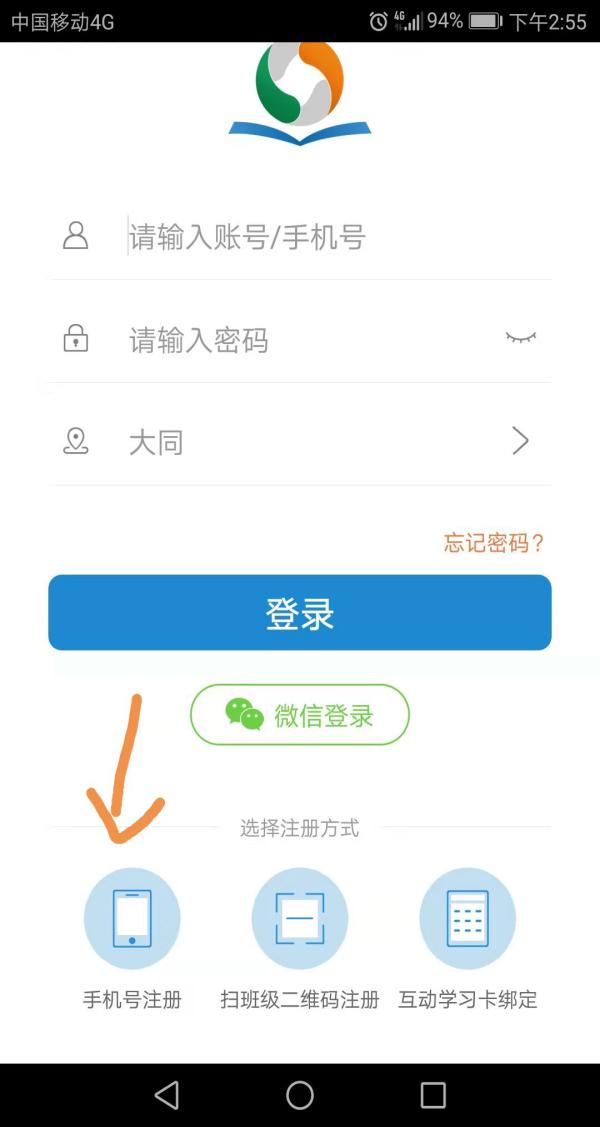 中国移动4G 4G 94% 下午2:55
请输入账号/手机号
请输入密码
大同
忘记密码?
登录
微信登录
选择注册方式
手机号注册 扫班级二维码注册 互动学习卡绑定